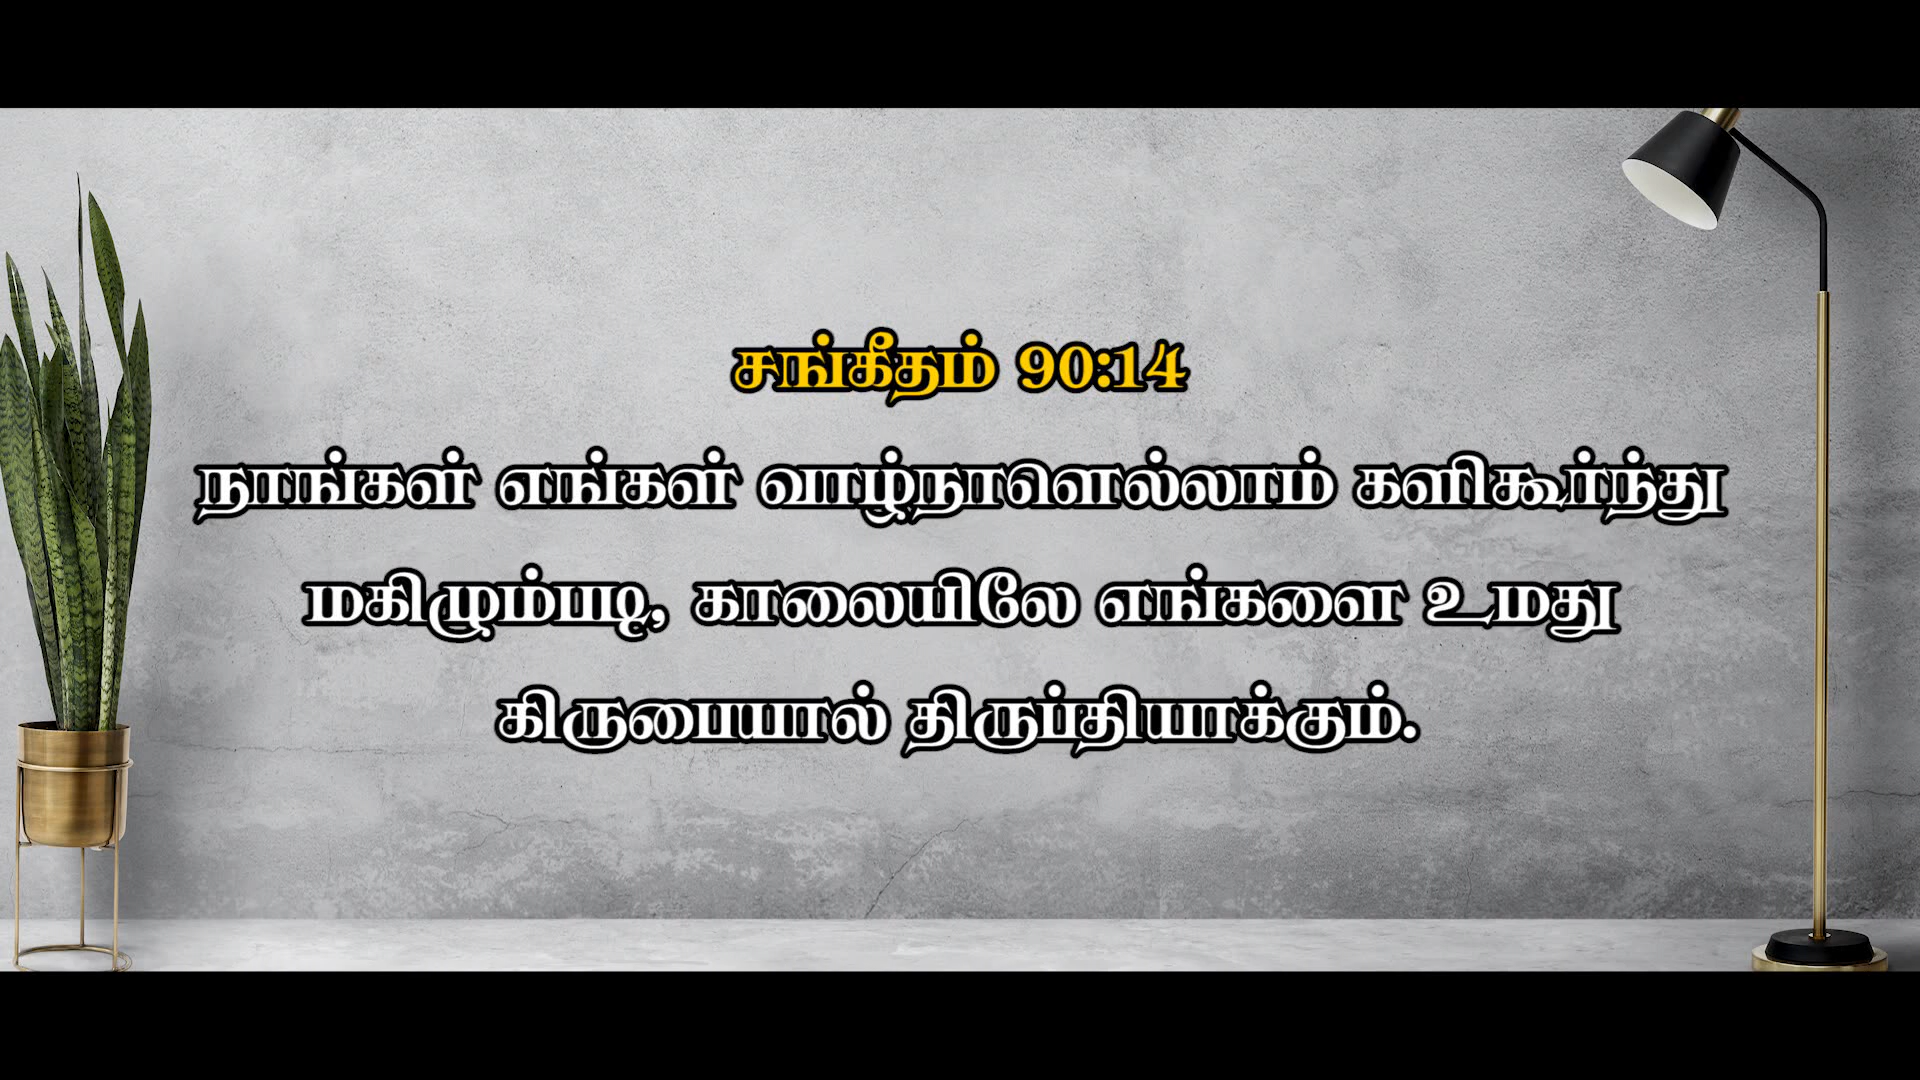 சங்கீதம் 90:14
நாங்கள் எங்கள் வாழ்நாளெல்லாம் களிகூர்ந்து
மகிழும்படி, காலையிலே எங்களை உமது
கிருபையால் திருப்தியாக்கும்.